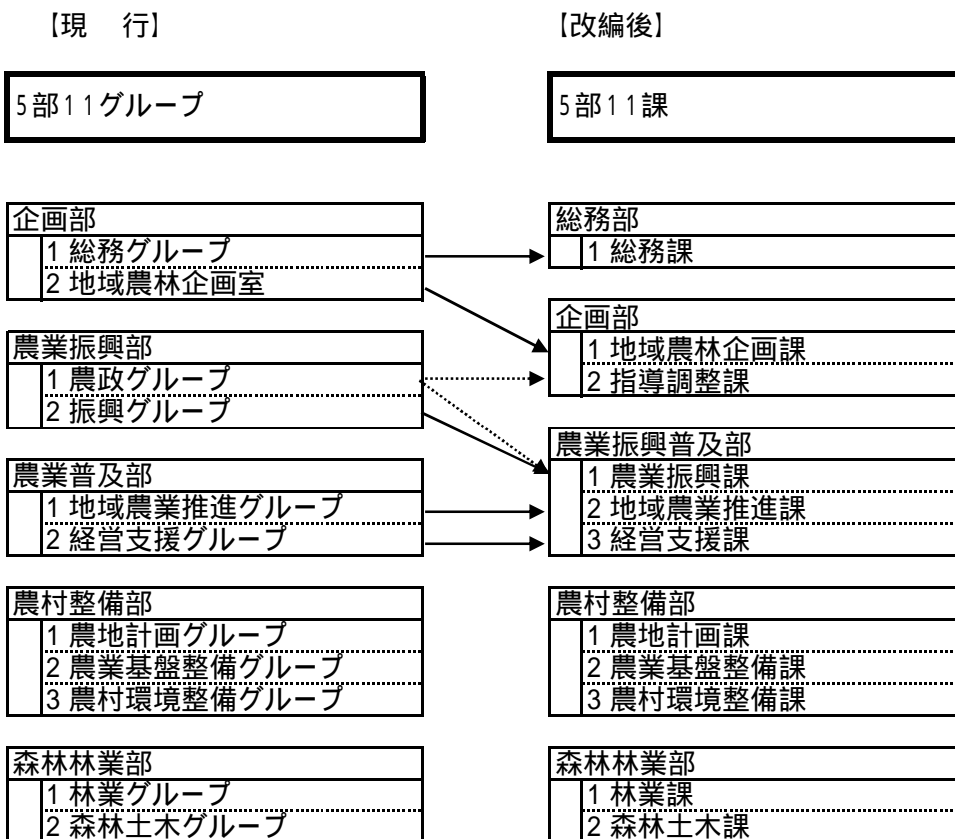 【現　行】
5部11グループ
企画部
1 総務グループ
2 地域農林企画室
農業振興部
1 農政グループ
2 振興グループ
農業普及部
1 地域農業推進グループ
2 経営支援グループ
農村整備部
1 農地計画グループ
2 農業基盤整備グループ
3 農村環境整備グループ
森林林業部
1 林業グループ
2 森林土木グループ
【改編後】
5部11課
総務部
1 総務課
企画部
1 地域農林企画課
2 指導調整課
農業振興普及部
1 農業振興課
2 地域農業推進課
3 経営支援課
農村整備部
1 農地計画課
2 農業基盤整備課
3 農村環境整備課
森林林業部
1 林業課
2 森林土木課